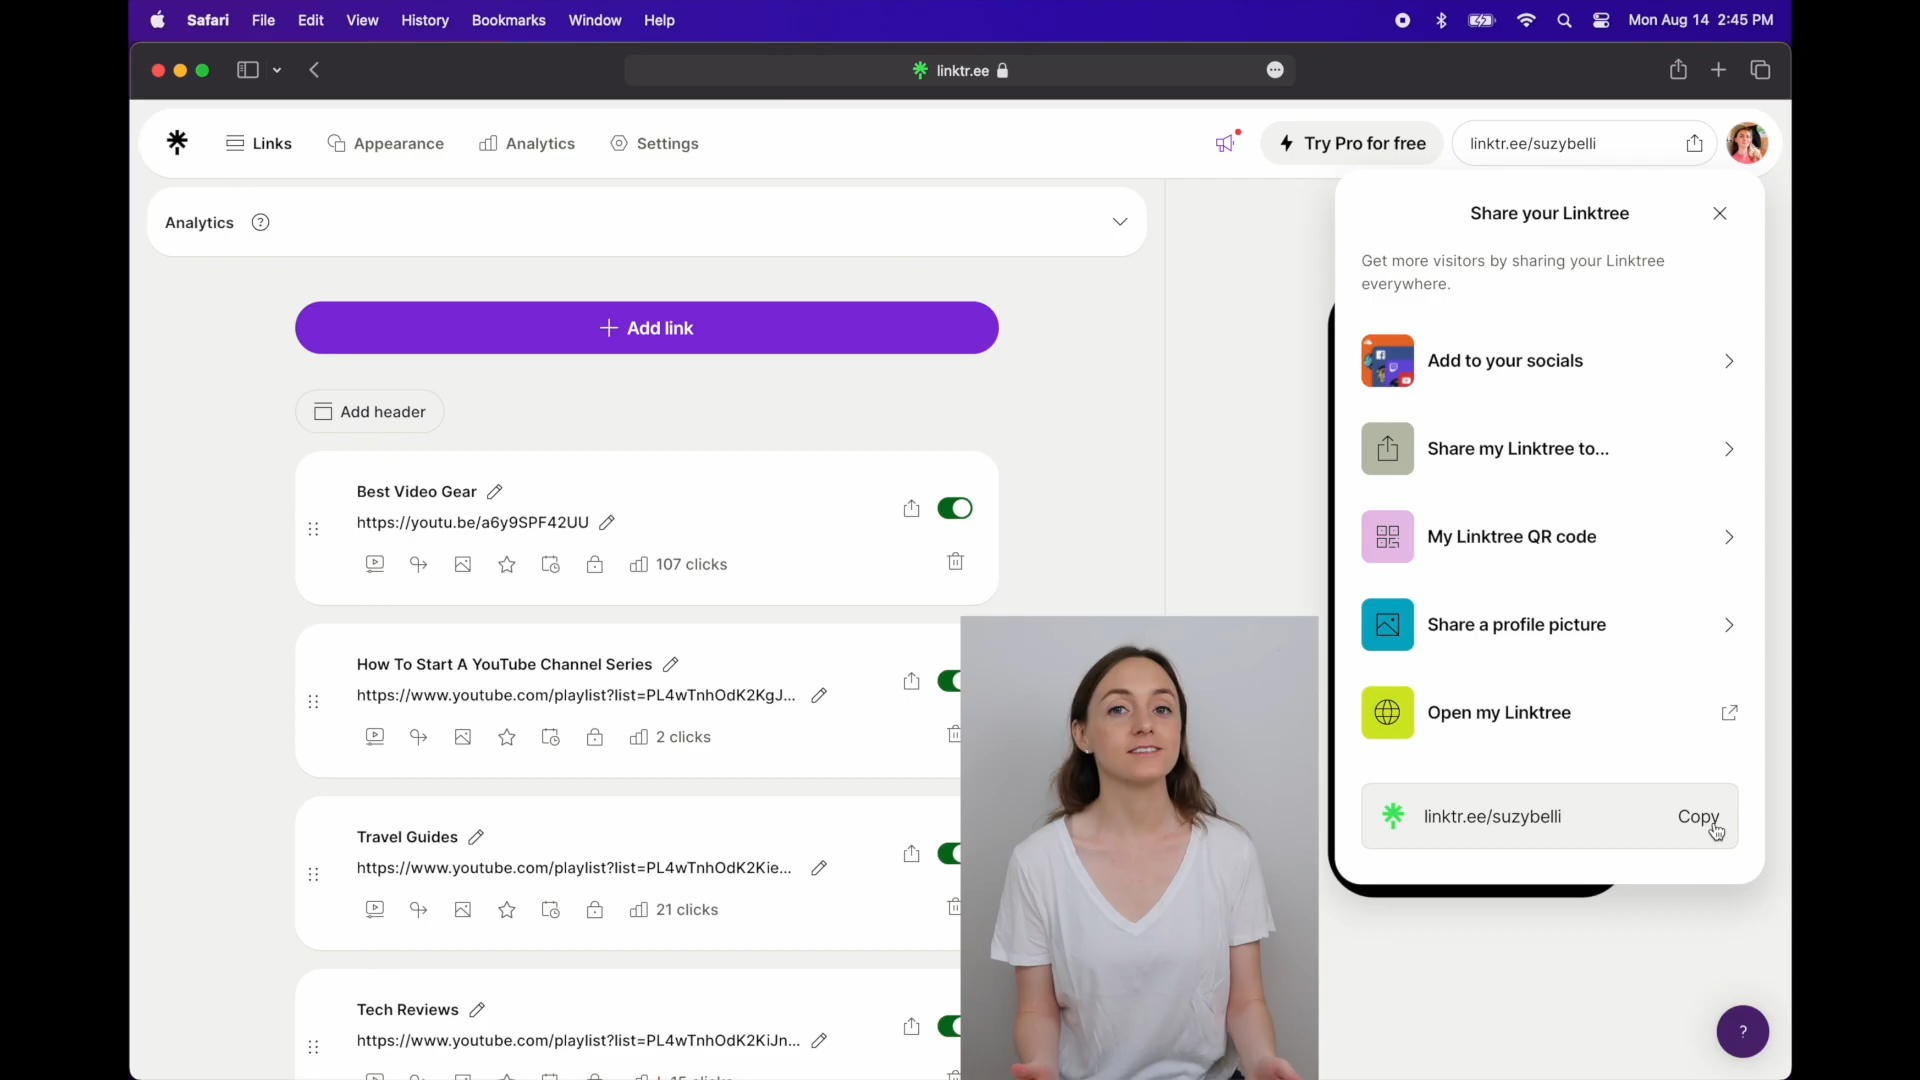 Safari File Edit View History Bookmarks Window Help Mon Aug 14 2:45 PM
linktr.ee
Links Appearance Analytics Settings Try Pro for free linktr.ee/suzybelli
Analytics ?
+ Add link
Add header
Best Video Gear
https://youtu.be/a6y9SPF42UU
107 clicks
How To Start A YouTube Channel Series
https://www.youtube.com/playlist?list=PL4wTnhOdK2KgJ...
2 clicks
Travel Guides
https://www.youtube.com/playlist?list=PL4wTnhOdK2Kie...
21 clicks
Tech Reviews
https://www.youtube.com/playlist?list=PL4wTnhOdK2KiJn...
Share your Linktree
Get more visitors by sharing your Linktree
everywhere.
Add to your socials
Share my Linktree to...
My Linktree QR code
Share a profile picture
Open my Linktree
linktr.ee/suzybelli Copy
?